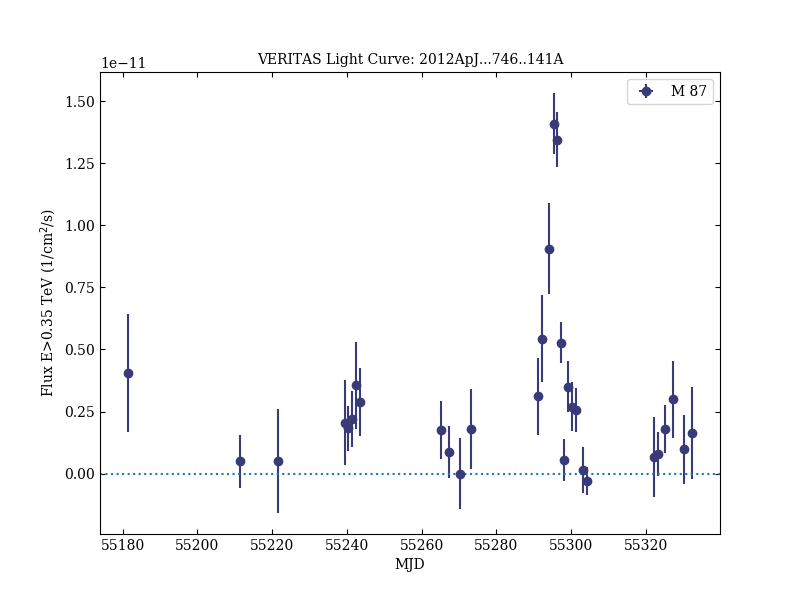 VERITAS Light Curve: 2012ApJ...746..141A
1e−11
M 87
1.50
1.25
1.00
0.75
0.50
0.25
0.00
Flux E>0.35 TeV (1/cm²/s)
55180 55200 55220 55240 55260 55280 55300 55320
MJD